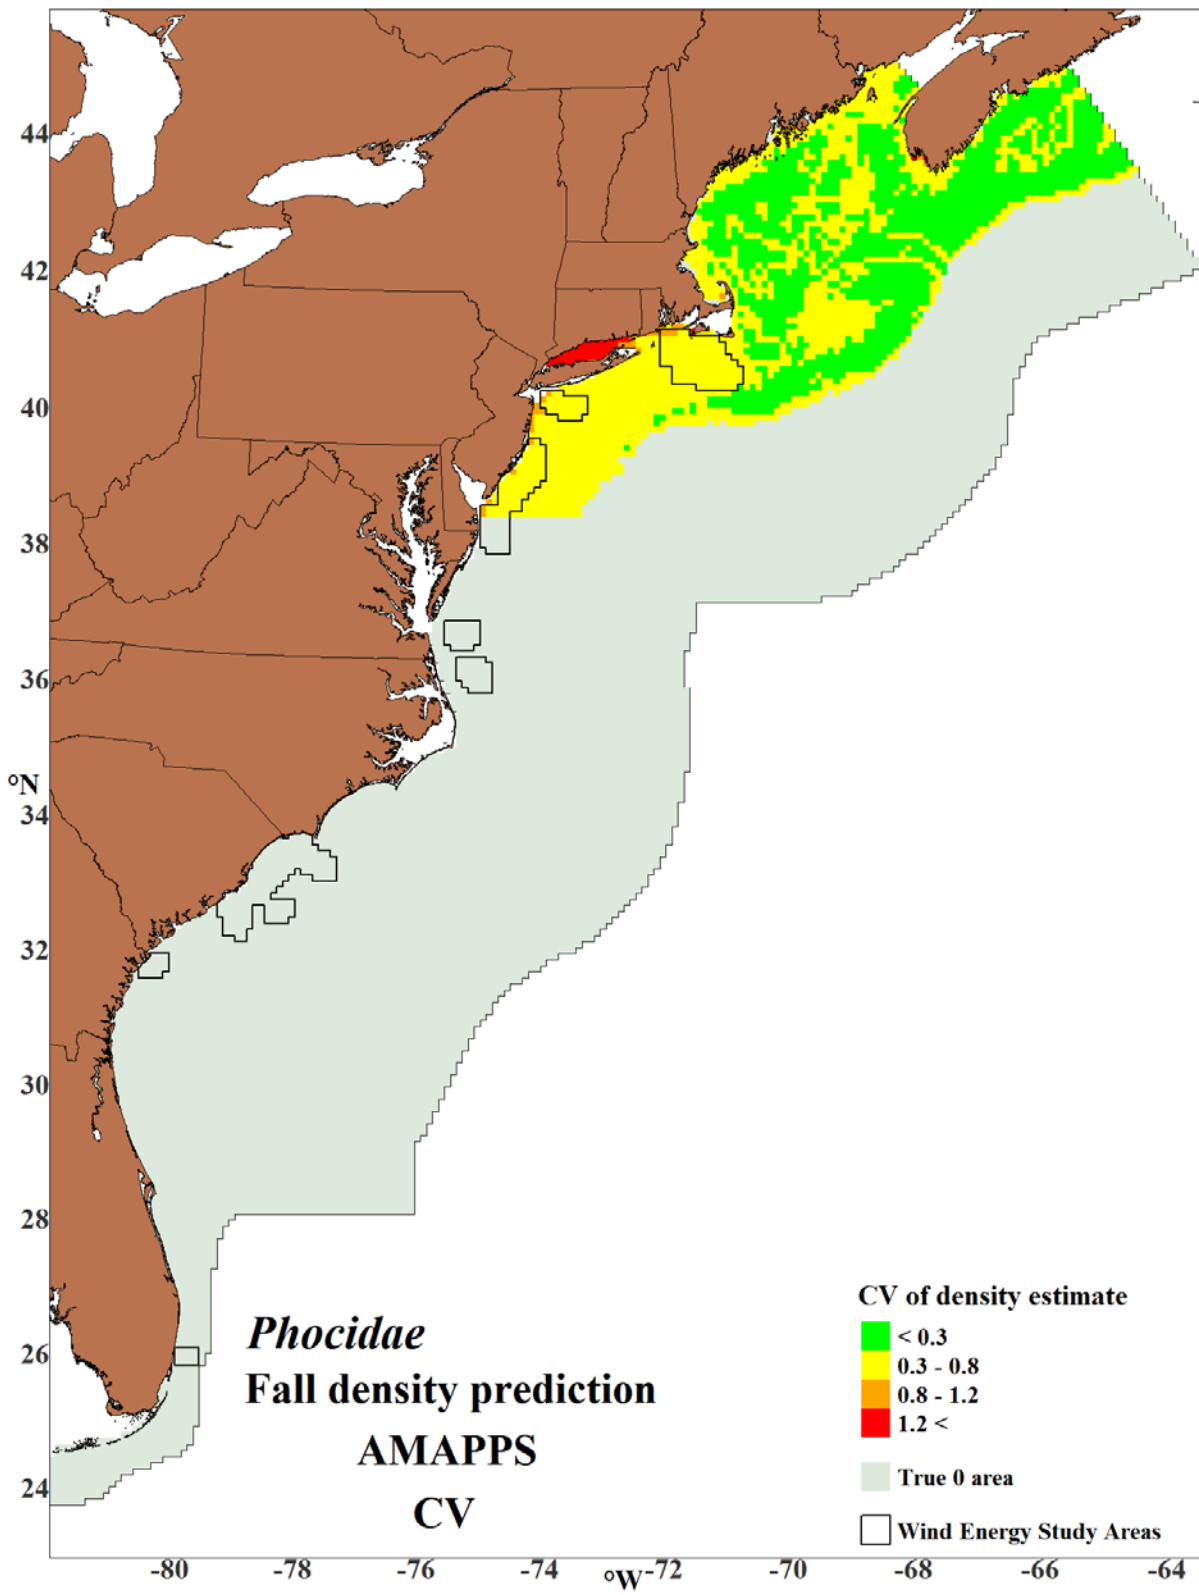 44
42
40
38
36
°N
34
32
30
28
26
24
Phocidae
Fall density prediction
AMAPPS
CV
CV of density estimate
< 0.3
0.3 - 0.8
0.8 - 1.2
1.2 <
True 0 area
Wind Energy Study Areas
-80 -78 -76 -74 °W -72 -70 -68 -66 -64